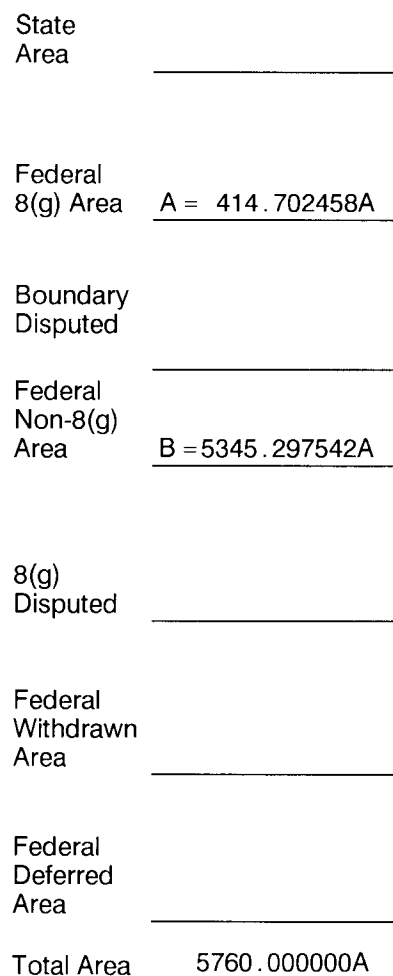 State
Area
Federal
8(g) Area A = 414.702458A
Boundary
Disputed
Federal
Non-8(g)
Area B =5345.297542A
8(g)
Disputed
Federal
Withdrawn
Area
Federal
Deferred
Area
Total Area 5760.000000A